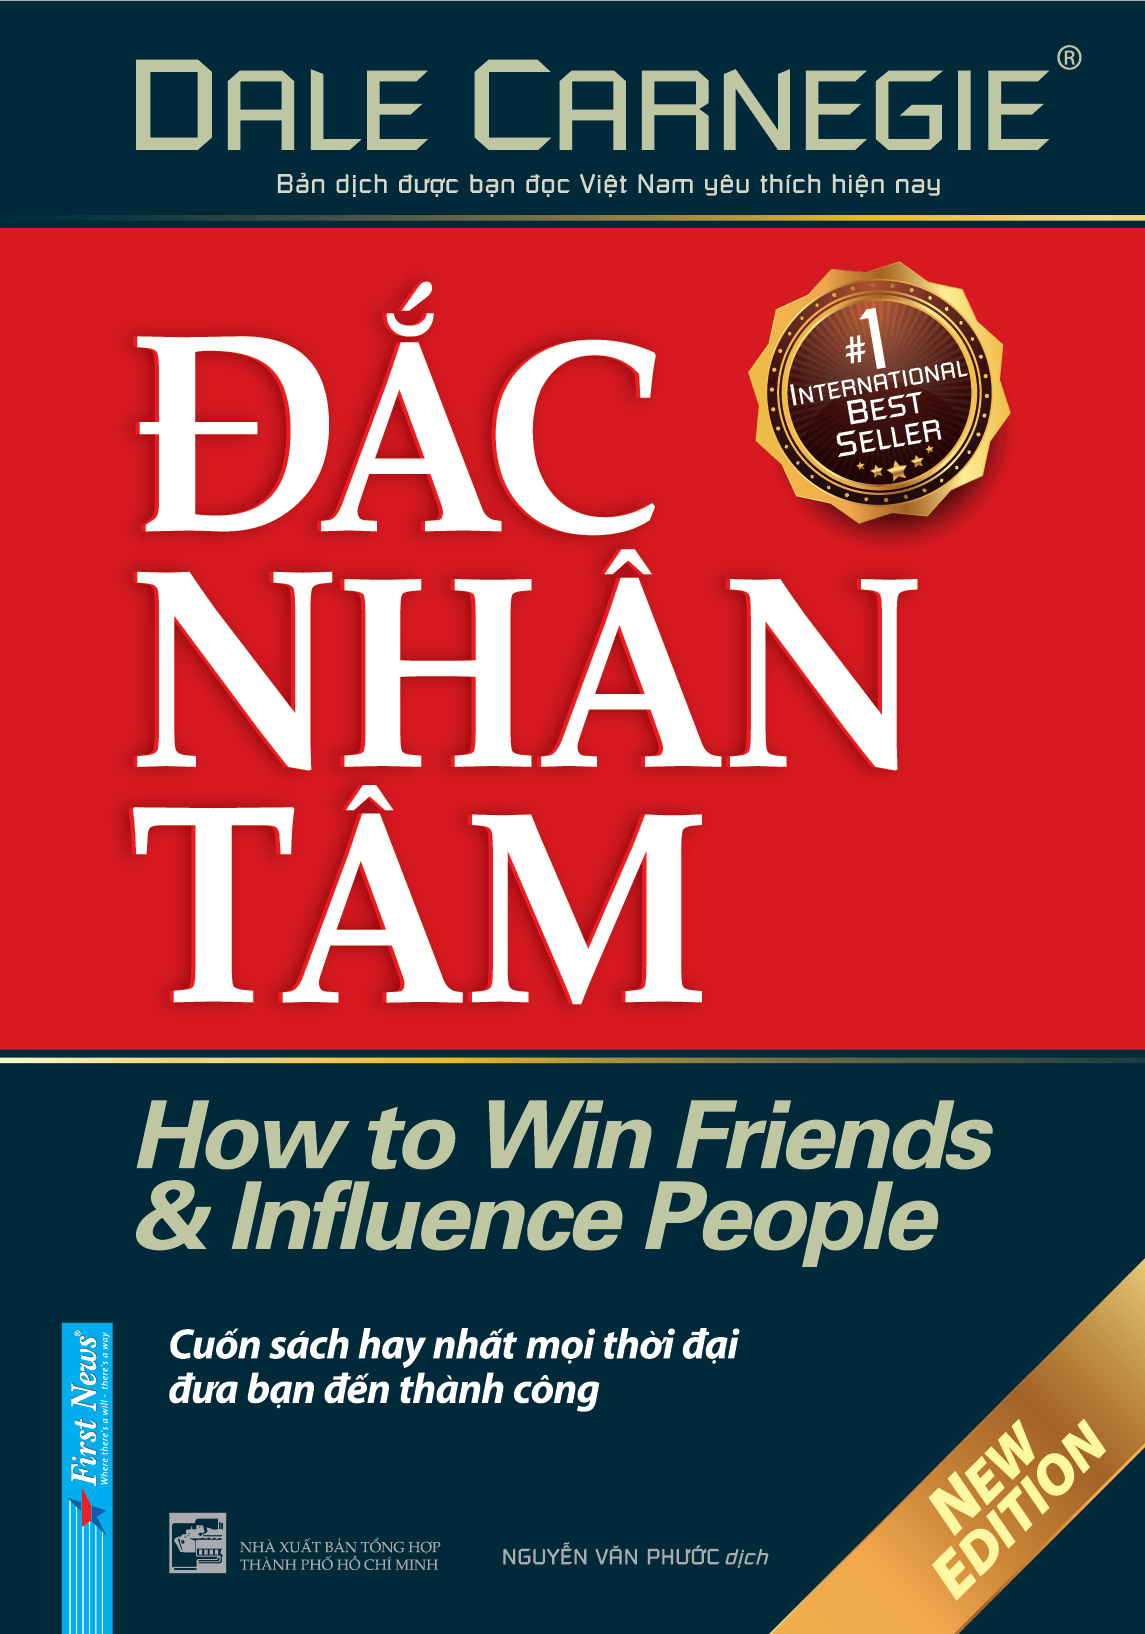 DALE CARNEGIE®
Bản dịch được bạn đọc Việt Nam yêu thích hiện nay
ĐẮC
NHÂN
TÂM
#1
INTERNATIONAL
BEST
SELLER
How to Win Friends
& Influence People
Cuốn sách hay nhất mọi thời đại
đưa bạn đến thành công
First News®
Where there's a will - there's a way
NHÀ XUẤT BẢN TỔNG HỢP
THÀNH PHỐ HỒ CHÍ MINH
NGUYỄN VĂN PHƯỚC dịch
NEW
EDITION